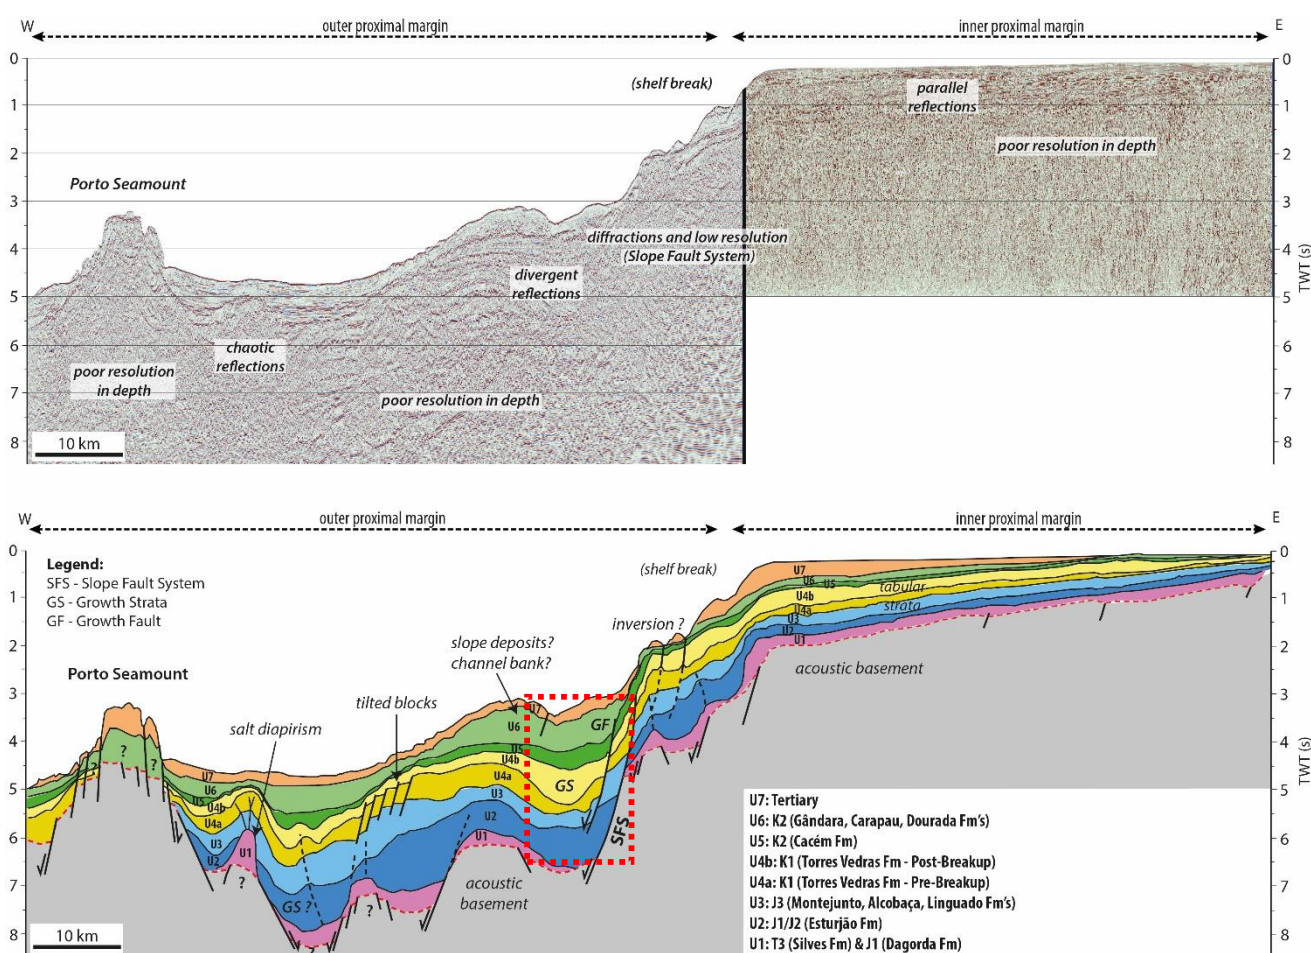 W outer proximal margin inner proximal margin E
0 0
(shelf break)
parallel
reflections
1 1
poor resolution in depth
2 2
Porto Seamount
3 3
diffractions and low resolution
(Slope Fault System)
4 4
divergent
reflections
TWT (s)
5 5
chaotic
reflections
6 6
poor resolution
in depth
poor resolution in depth
7 7
8 8
10 km
W outer proximal margin inner proximal margin E
0 0
Legend:
SFS - Slope Fault System
GS - Growth Strata
GF - Growth Fault
(shelf break)
U7
U6
U5
U4b
tabular
strata
U4a
U3
U2
U1
1 1
inversion ?
2 2
slope deposits?
channel bank?
acoustic basement
Porto Seamount
3 3
tilted blocks
salt diapirism
U7
U6
GF
4 4
? ? ?
U5
U4b
U7
U6
U4a
GS
TWT (s)
5 5
U5
U4b
U3
U4a
U2
SFS
U7: Tertiary
U6: K2 (Gândara, Carapau, Dourada Fm's)
6 6
U3
U1
U1
U2
U5: K2 (Cacém Fm)
?
U4b: K1 (Torres Vedras Fm - Post-Breakup)
7 7
acoustic
basement
U4a: K1 (Torres Vedras Fm - Pre-Breakup)
GS ?
?
U3: J3 (Montejunto, Alcobaça, Linguado Fm's)
U2: J1/J2 (Esturjão Fm)
8 8
?
U1: T3 (Silves Fm) & J1 (Dagorda Fm)
10 km